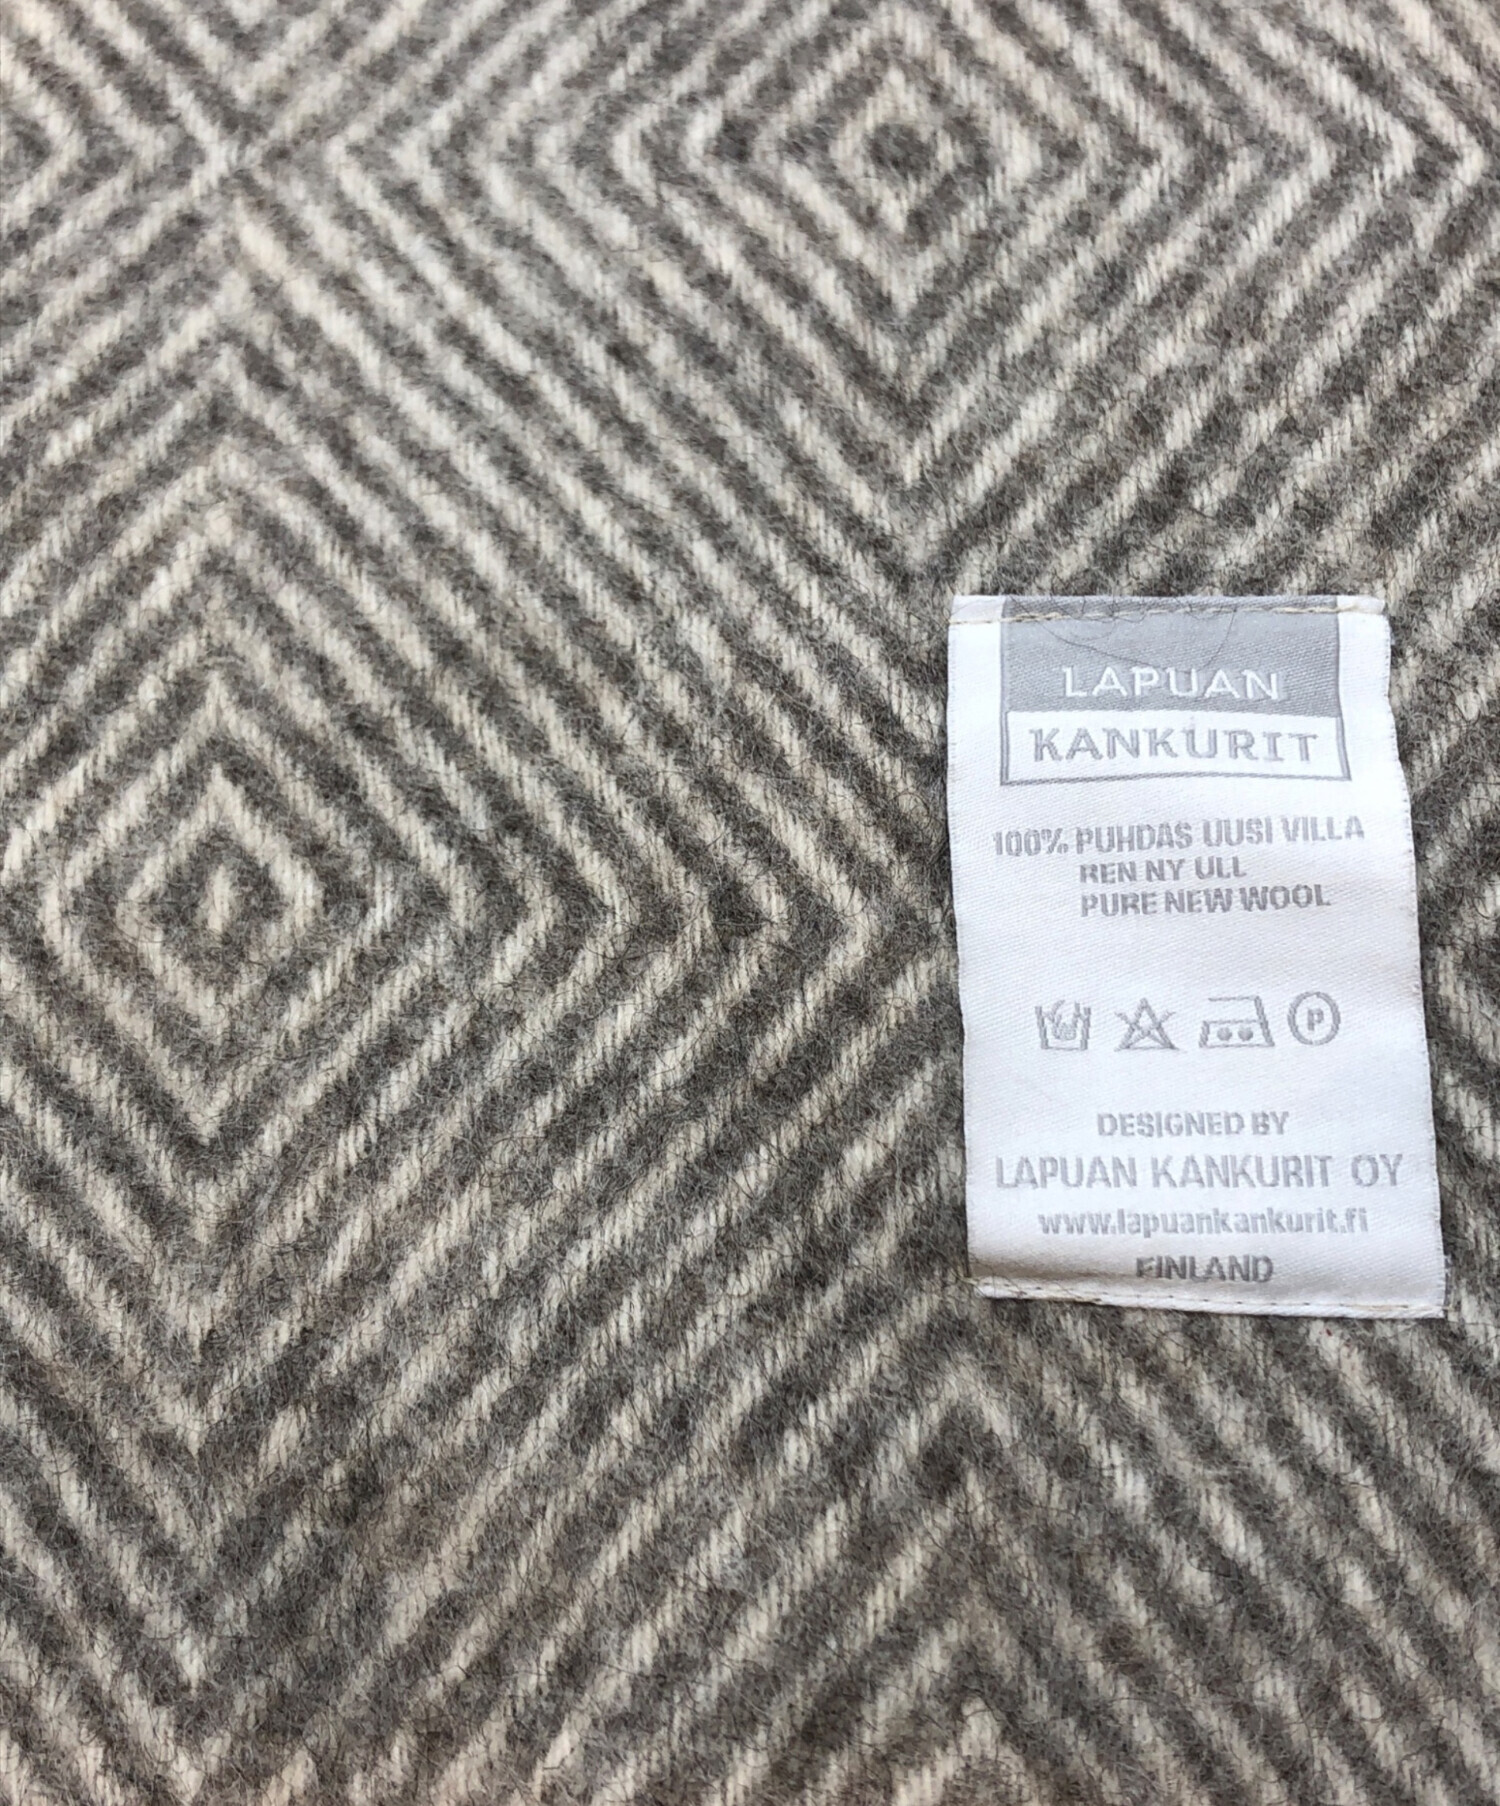 LAPUAN
KANKURIT
100% PUHDAS UUSI VILLA
REN NY ULL
PURE NEW WOOL
P
DESIGNED BY
LAPUAN KANKURIT OY
www.lapuankankurit.fi
FINLAND